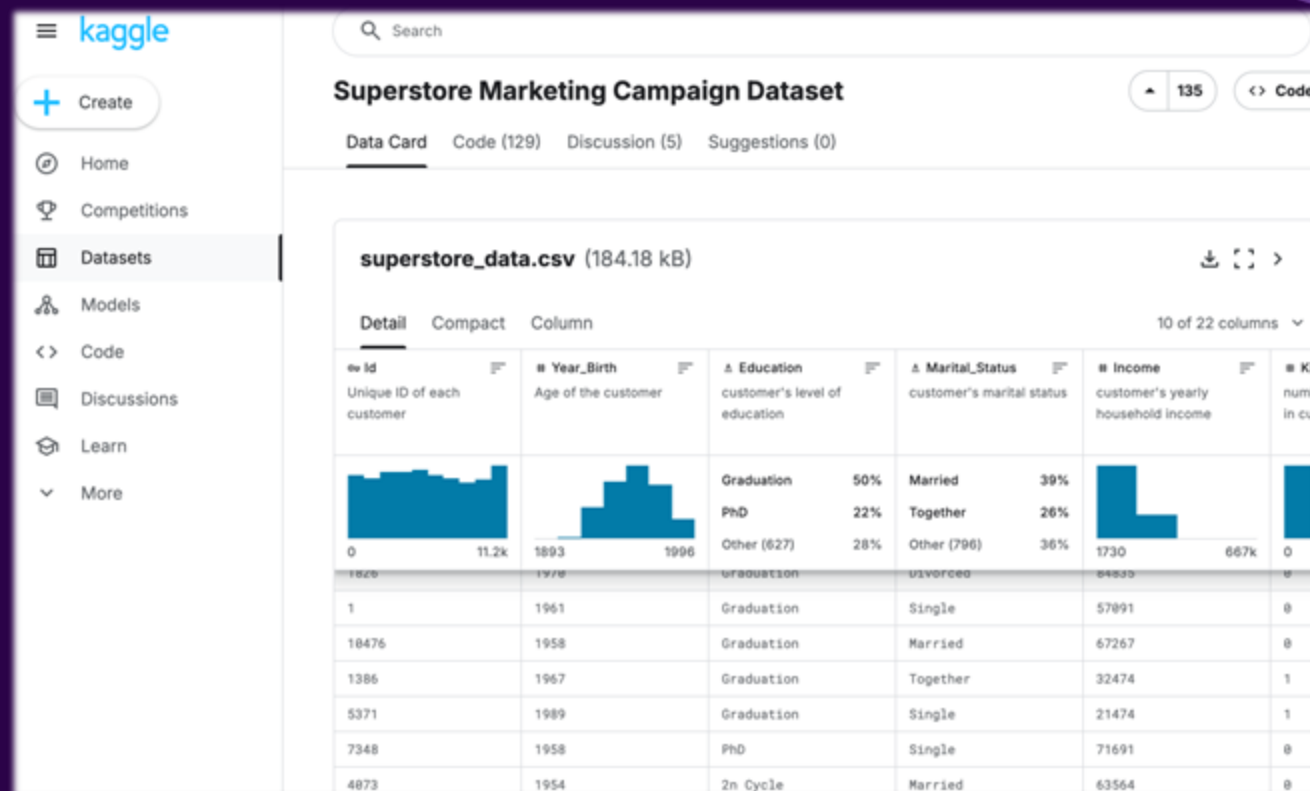 kaggle
Search
Create
Home
Competitions
Datasets
Models
Code
Discussions
Learn
More
Superstore Marketing Campaign Dataset
135
Code
Data Card Code (129) Discussion (5) Suggestions (0)
superstore_data.csv (184.18 kB)
Detail Compact Column
10 of 22 columns
Id Year_Birth Education Marital_Status Income
Unique ID of each customer
Age of the customer
customer's level of education
customer's marital status
customer's yearly household income
0 11.2k
1893 1996
Graduation 50%
PhD 22%
Other (627) 28%
Married 39%
Together 26%
Other (796) 36%
1730 667k
0
1826 1970 Graduation Divorced 84835 0
1 1961 Graduation Single 57091 0
10476 1958 Graduation Married 67267 0
1386 1967 Graduation Together 32474 1
5371 1989 Graduation Single 21474 1
7348 1958 PhD Single 71691 0
4073 1954 2n Cycle Married 63564 0